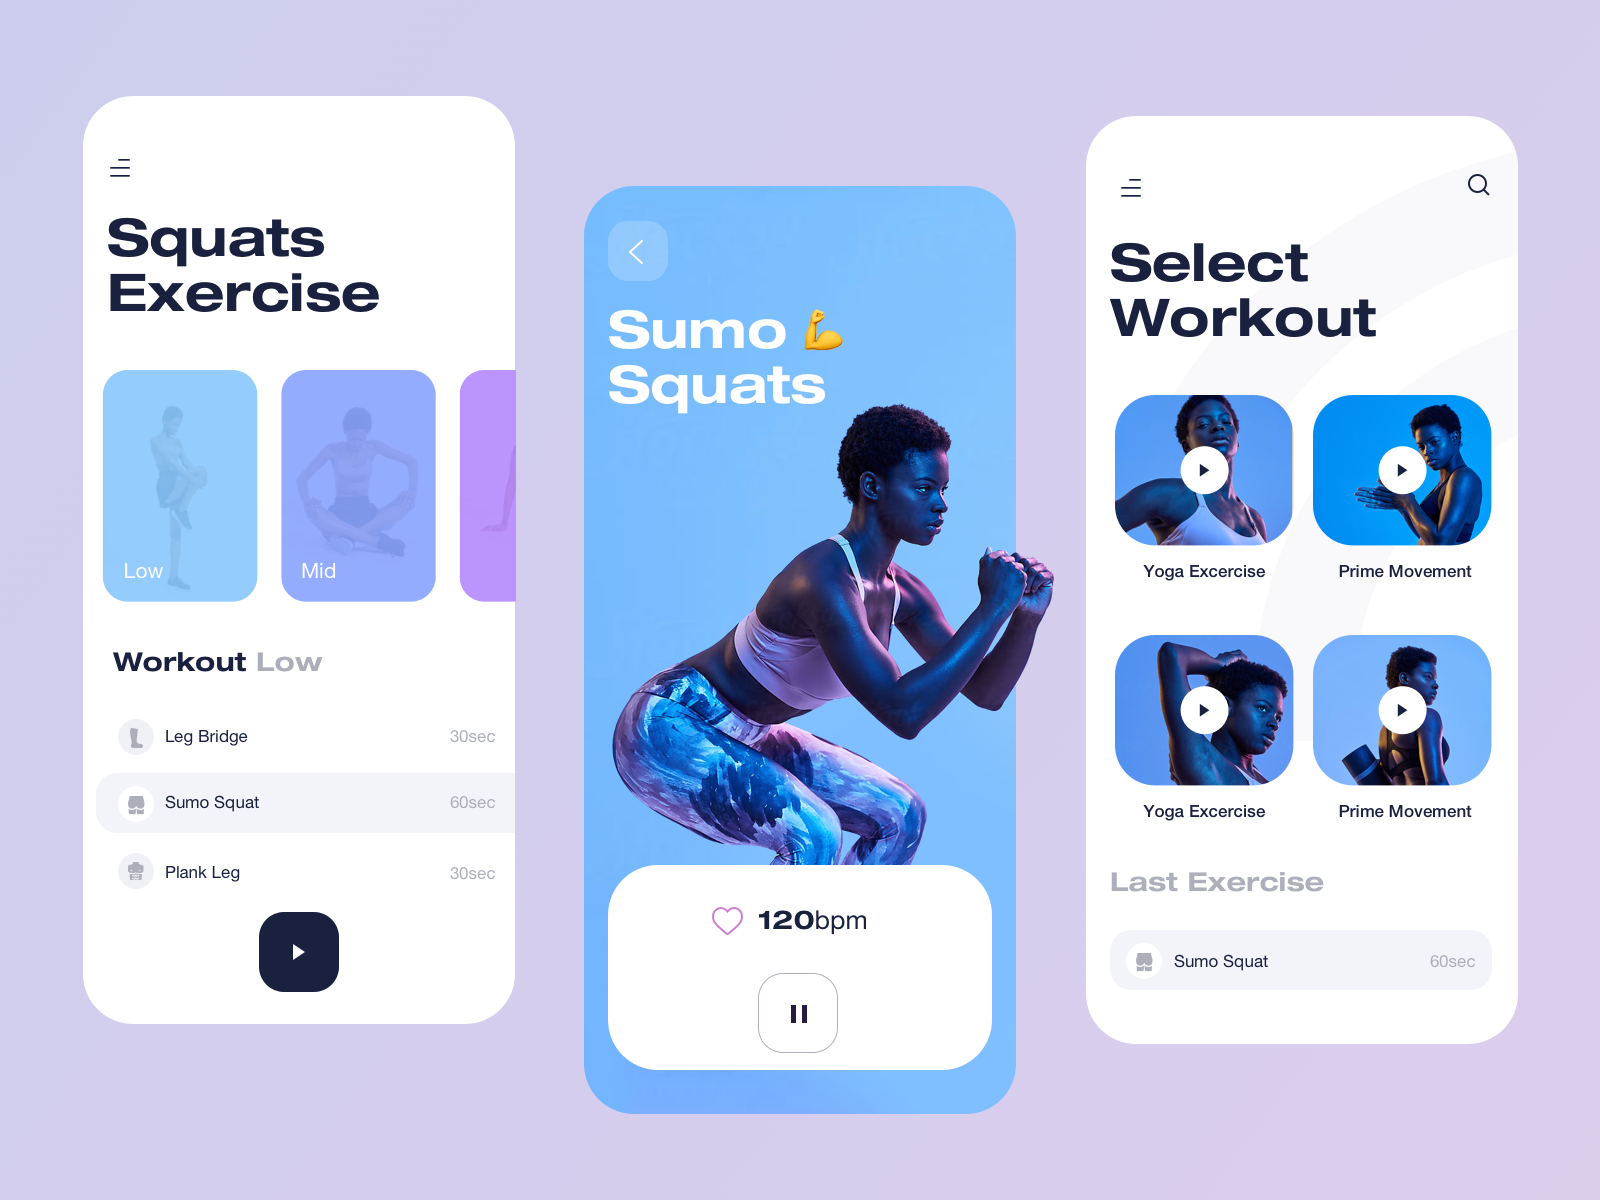 Squats
Exercise
Low
Mid
Workout Low
Leg Bridge 30sec
Sumo Squat 60sec
Plank Leg 30sec
Sumo 💪
Squats
120bpm
Select
Workout
Yoga Excercise
Prime Movement
Yoga Excercise
Prime Movement
Last Exercise
Sumo Squat 60sec